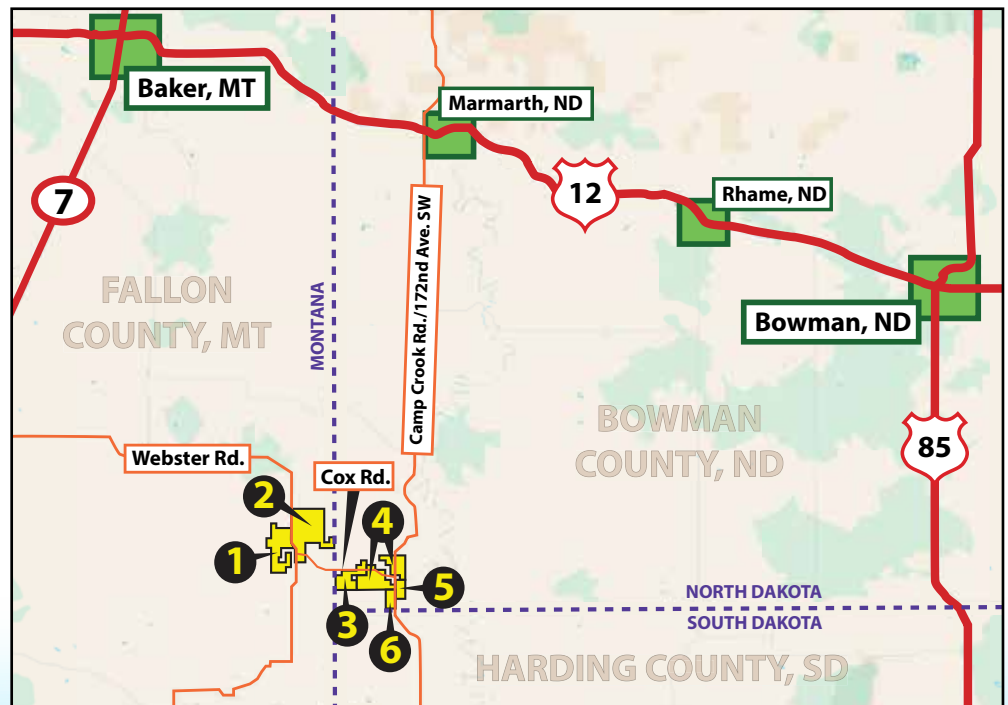 Baker, MT
Marmarth, ND
7
12
Rhame, ND
Camp Crook Rd./172nd Ave. SW
FALLON
COUNTY, MT
MONTANA
Bowman, ND
BOWMAN
COUNTY, ND
85
Webster Rd.
Cox Rd.
2
1
4
5
3
6
NORTH DAKOTA
SOUTH DAKOTA
HARDING COUNTY, SD